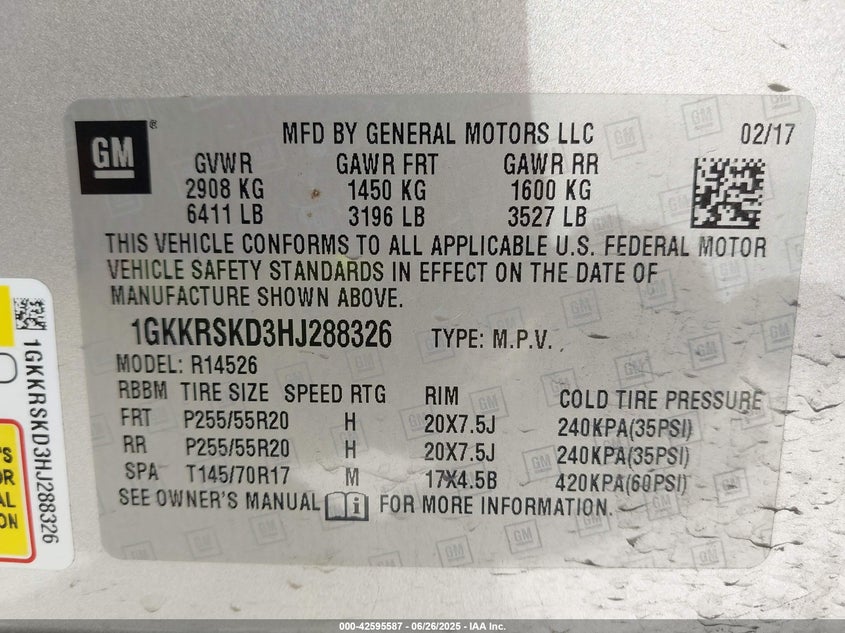 GM
®
MFD BY GENERAL MOTORS LLC 02/17
GVWR GAWR FRT GAWR RR
2908 KG 1450 KG 1600 KG
6411 LB 3196 LB 3527 LB
THIS VEHICLE CONFORMS TO ALL APPLICABLE U.S. FEDERAL MOTOR
VEHICLE SAFETY STANDARDS IN EFFECT ON THE DATE OF
MANUFACTURE SHOWN ABOVE.
1GKKRSKD3HJ288326 TYPE: M.P.V.
MODEL: R14526
RBBM TIRE SIZE SPEED RTG RIM COLD TIRE PRESSURE
FRT P255/55R20 H 20X7.5J 240KPA(35PSI)
RR P255/55R20 H 20X7.5J 240KPA(35PSI)
SPA T145/70R17 M 17X4.5B 420KPA(60PSI)
SEE OWNER'S MANUAL FOR MORE INFORMATION.
1GKKRSKD3HJ288326
'S
OR
AL
ON
000-42595587 - 06/26/2025 - IAA Inc.